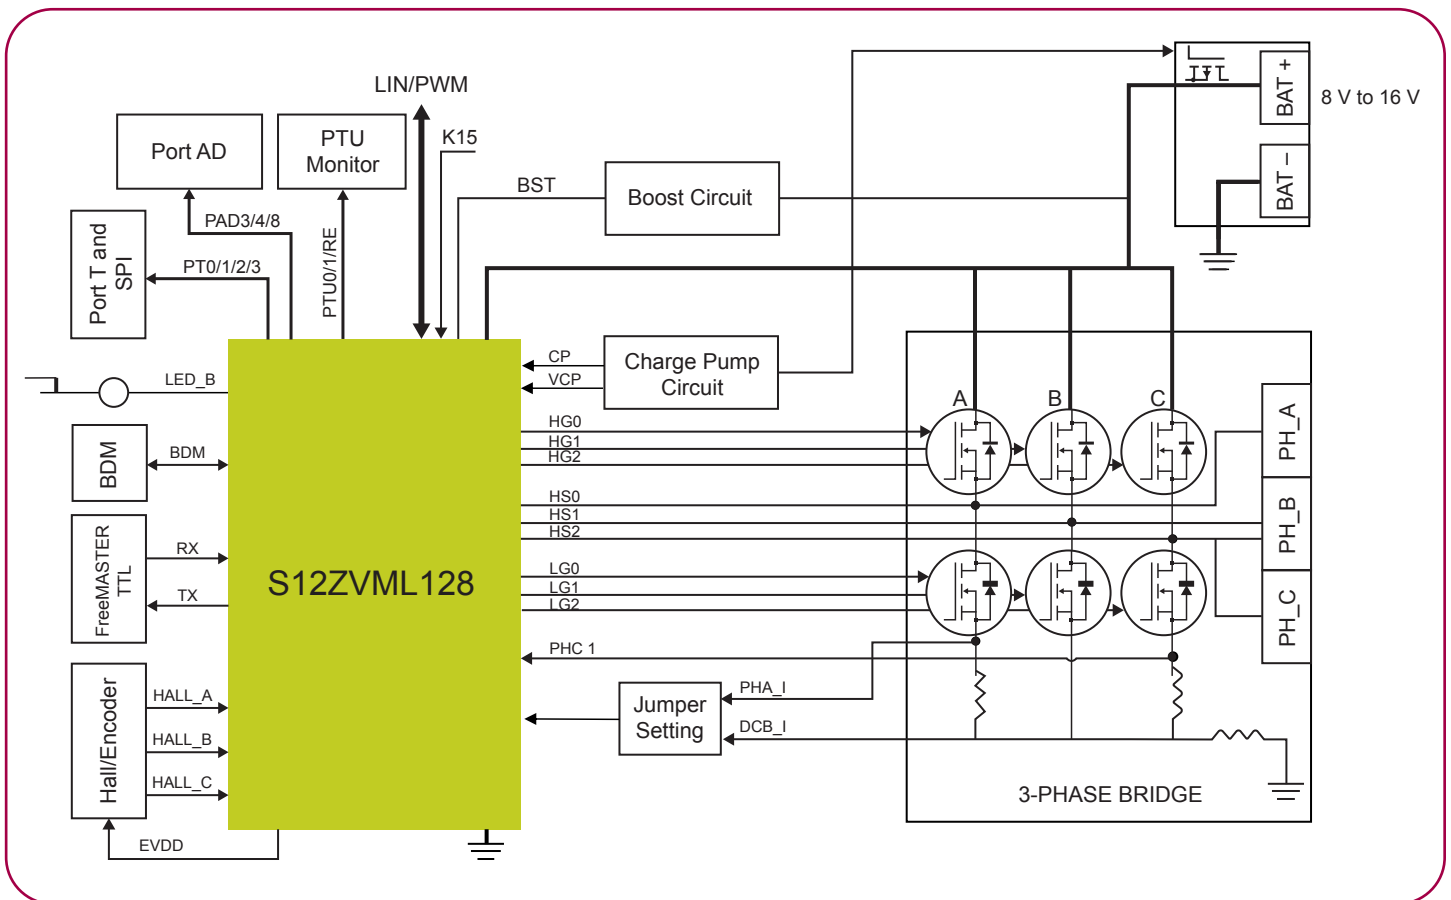 LIN/PWM
K15
BAT +
8 V to 16 V
BAT –
Port AD
PTU
Monitor
BST
Boost Circuit
PAD3/4/8
Port T and
SPI
PT0/1/2/3
PTU0/1/RE
CP
VCP
Charge Pump
Circuit
LED_B
A
B
C
HG0
HG1
HG2
PH_A
BDM
BDM
HS0
HS1
HS2
PH_B
FreeMASTER
TTL
RX
TX
S12ZVML128
LG0
LG1
LG2
PH_C
PHC 1
Hall/Encoder
HALL_A
HALL_B
HALL_C
Jumper
Setting
PHA_I
DCB_I
3-PHASE BRIDGE
EVDD